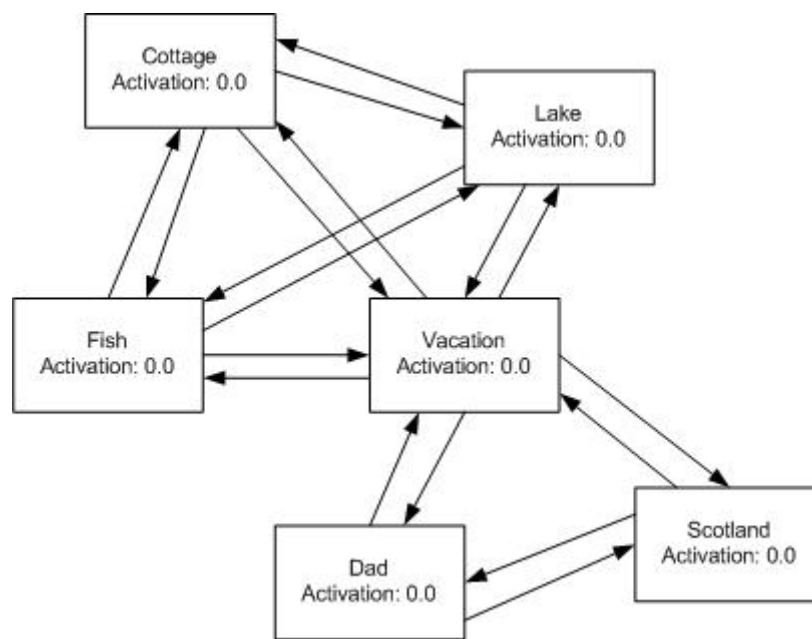 Cottage
Activation: 0.0
Lake
Activation: 0.0
Fish
Activation: 0.0
Vacation
Activation: 0.0
Scotland
Activation: 0.0
Dad
Activation: 0.0